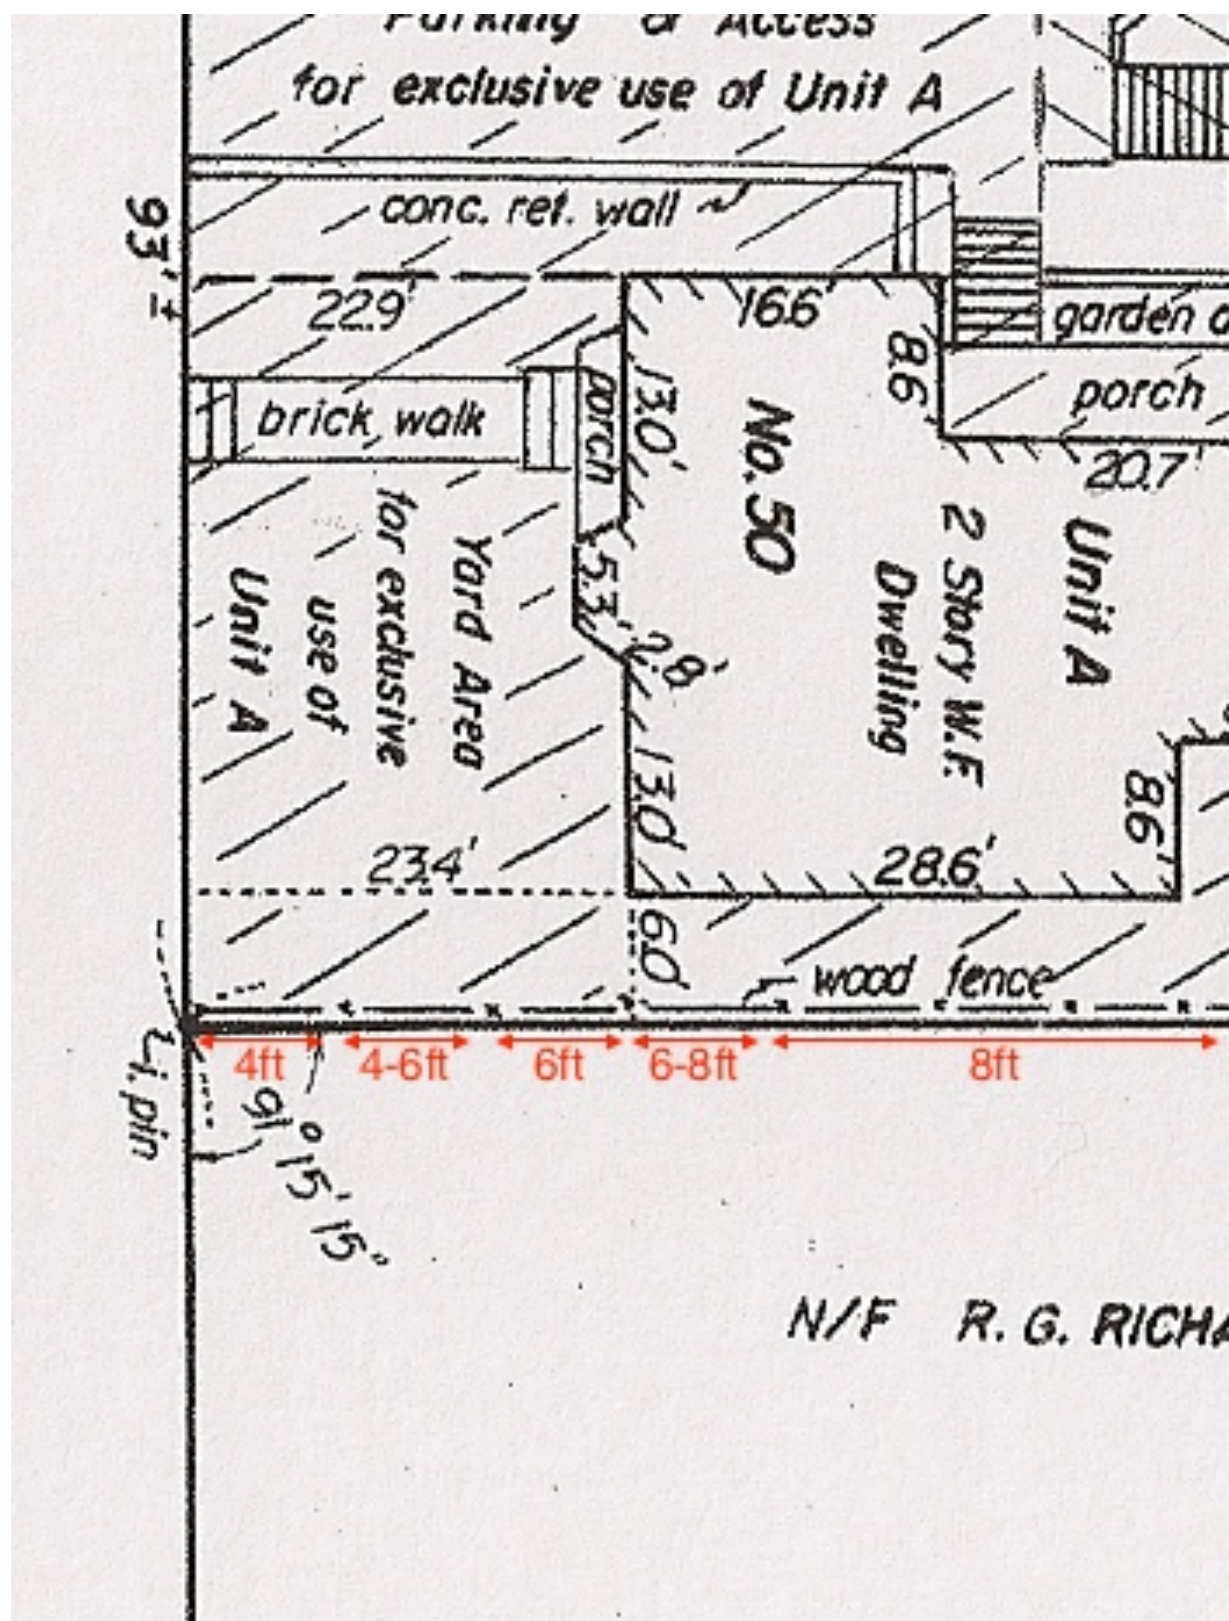 Parking & Access
for exclusive use of Unit A
conc. ret. wall
93' ±
22.9'
16.6'
8.6'
garden
porch
20.7'
brick walk
porch
13.0'
No. 50
5.3'
2.8'
2 Story W.F.
Dwelling
Unit A
Yard Area
for exclusive
use of
Unit A
13.0'
8.6'
23.4'
28.6'
6.0'
wood fence
4ft 4-6ft 6ft 6-8ft 8ft
i. pin
91° 15' 15"
N/F R. G. RICHA